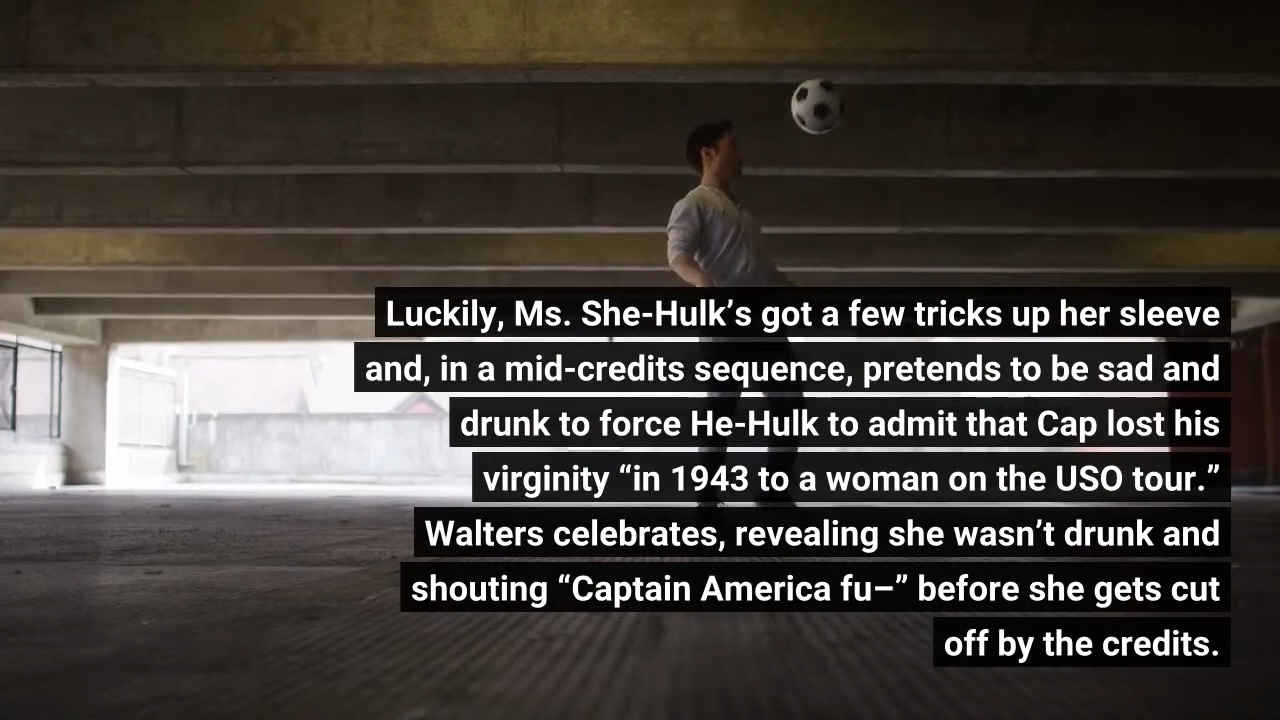 Luckily, Ms. She-Hulk’s got a few tricks up her sleeve
and, in a mid-credits sequence, pretends to be sad and
drunk to force He-Hulk to admit that Cap lost his
virginity “in 1943 to a woman on the USO tour.”
Walters celebrates, revealing she wasn’t drunk and
shouting “Captain America fu–” before she gets cut
off by the credits.